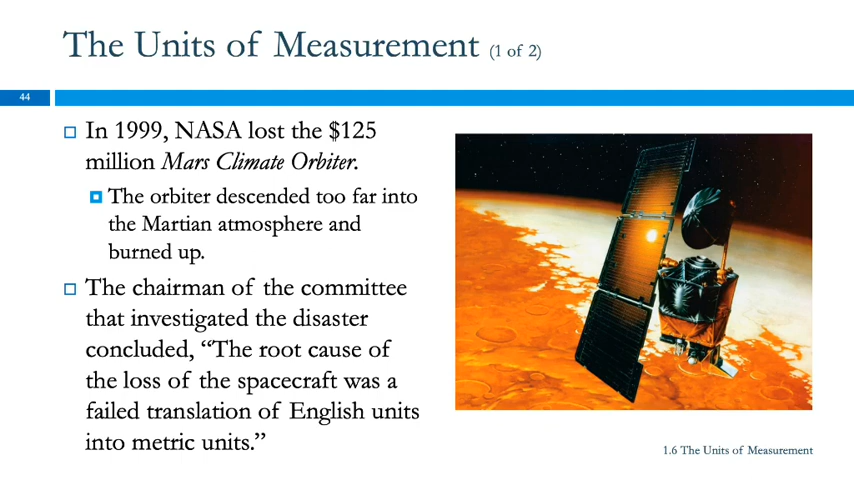 The Units of Measurement (1 of 2)
44
In 1999, NASA lost the $125
million Mars Climate Orbiter.
The orbiter descended too far into
the Martian atmosphere and
burned up.
The chairman of the committee
that investigated the disaster
concluded, “The root cause of
the loss of the spacecraft was a
failed translation of English units
into metric units.”
1.6 The Units of Measurement